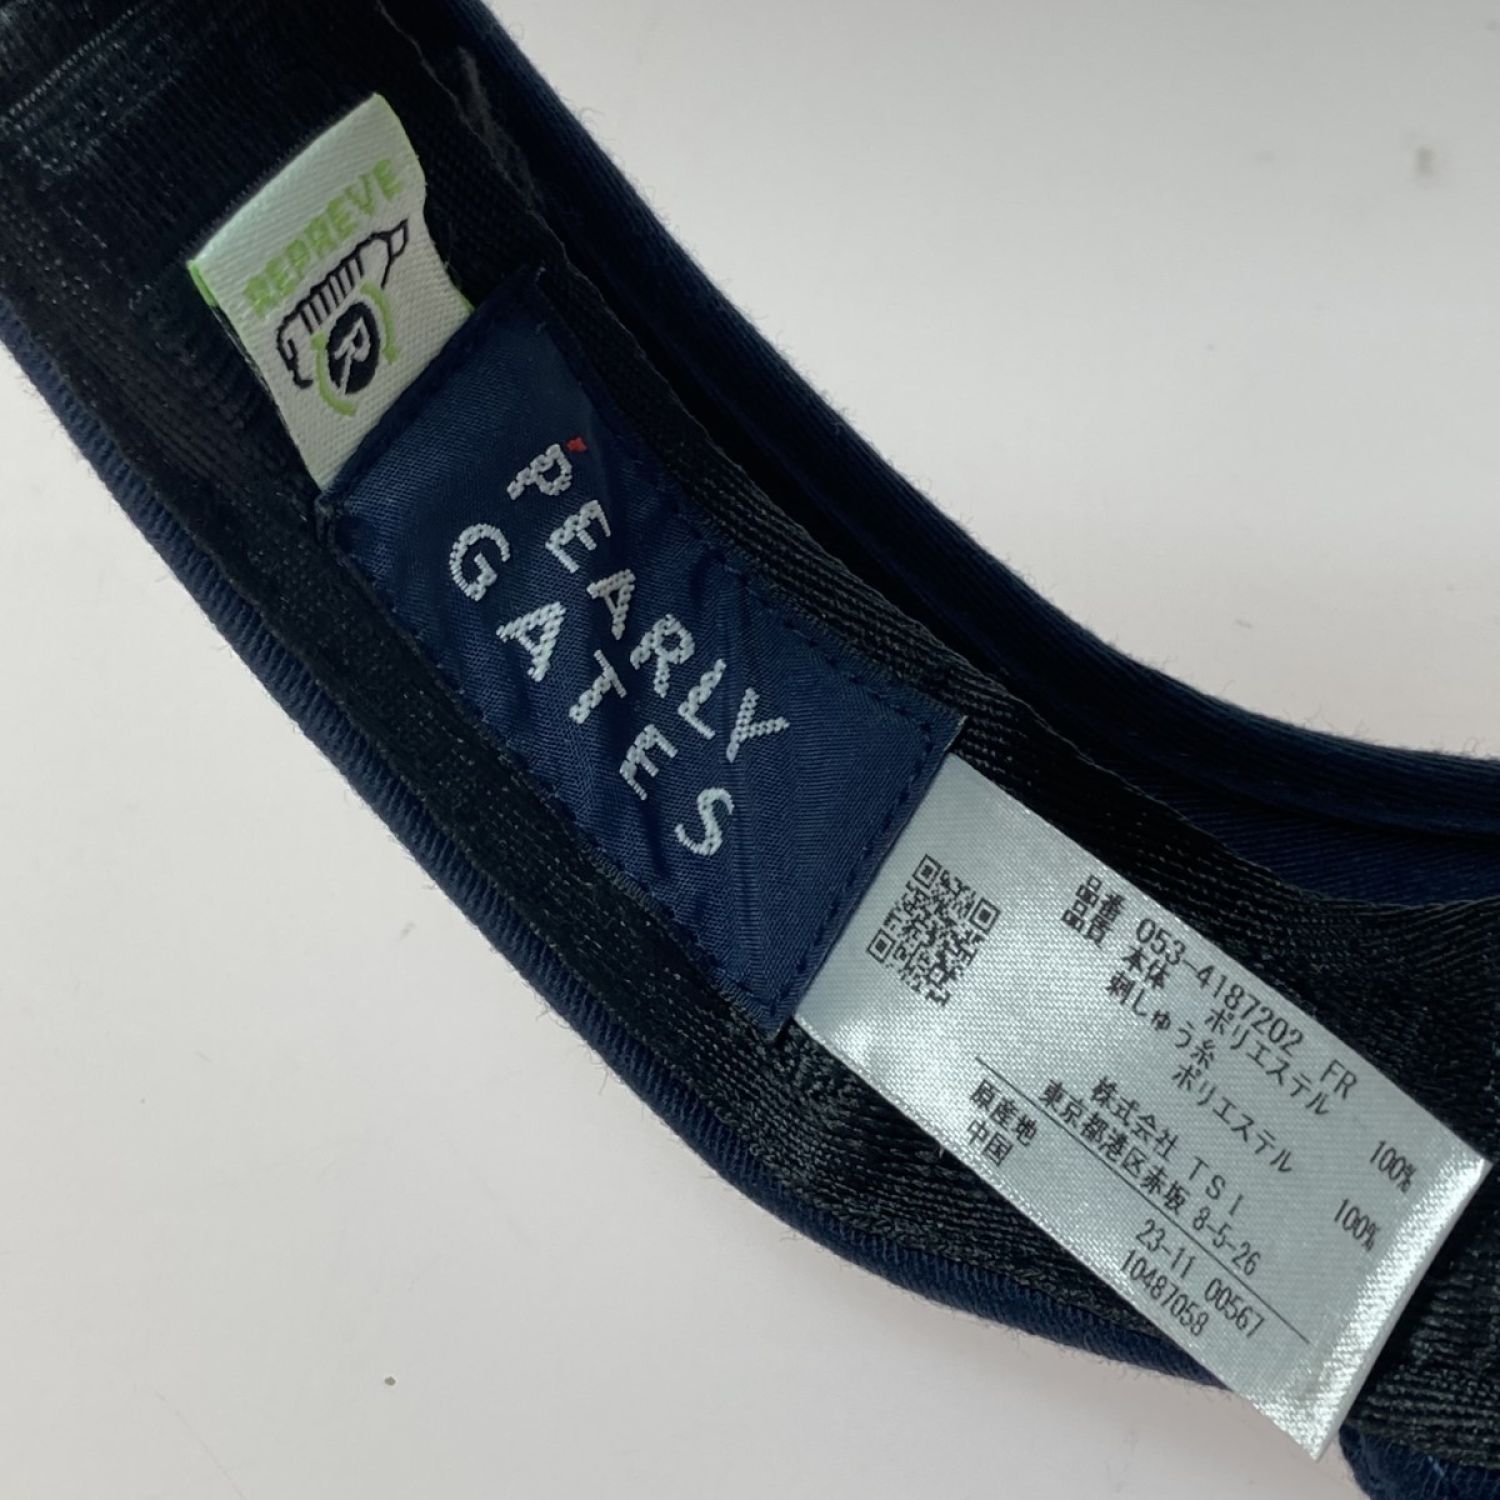 REPREVE
R
PEARLY
GATES
品番 053-4187202 FR
品質 本体 ポリエステル 100%
刺しゅう糸 ポリエステル 100%
株式会社 TSI
東京都港区赤坂 8-5-26
原産地 23-11 00567
中国 10487058